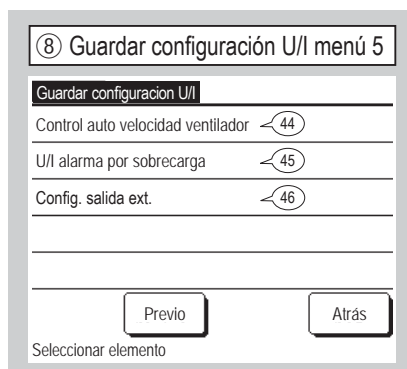 ⑧ Guardar configuración U/I menú 5
Guardar configuracion U/I
Control auto velocidad ventilador 44
U/I alarma por sobrecarga 45
Config. salida ext. 46
Previo Atrás
Seleccionar elemento